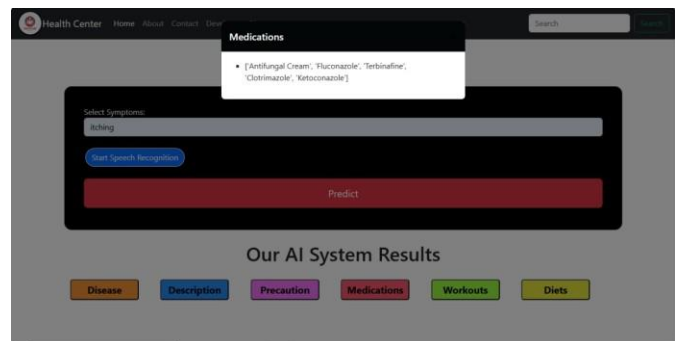 Health Center Home About Contact Search Search
Medications
['Antifungal Cream', 'Fluconazole', 'Terbinafine',
'Clotrimazole', 'Ketoconazole']
Select Symptoms:
itching
Start Speech Recognition
Predict
Our AI System Results
Disease Description Precaution Medications Workouts Diets